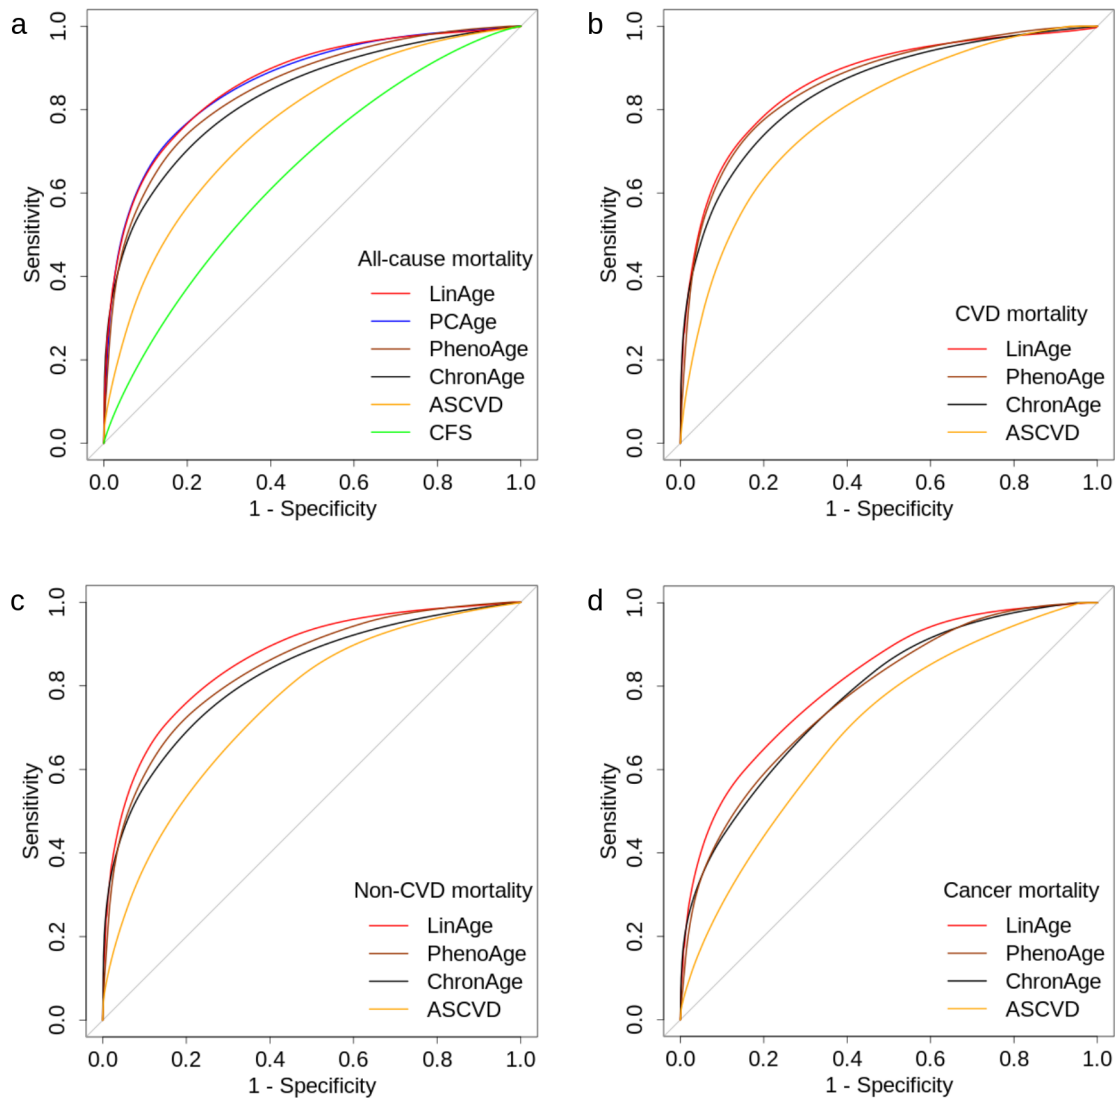 a
1.0
0.8
0.6
0.4
0.2
0.0
Sensitivity
All-cause mortality
LinAge
PCAge
PhenoAge
ChronAge
ASCVD
CFS
0.0 0.2 0.4 0.6 0.8 1.0
1 - Specificity
b
1.0
0.8
0.6
0.4
0.2
0.0
Sensitivity
CVD mortality
LinAge
PhenoAge
ChronAge
ASCVD
0.0 0.2 0.4 0.6 0.8 1.0
1 - Specificity
c
1.0
0.8
0.6
0.4
0.2
0.0
Sensitivity
Non-CVD mortality
LinAge
PhenoAge
ChronAge
ASCVD
0.0 0.2 0.4 0.6 0.8 1.0
1 - Specificity
d
1.0
0.8
0.6
0.4
0.2
0.0
Sensitivity
Cancer mortality
LinAge
PhenoAge
ChronAge
ASCVD
0.0 0.2 0.4 0.6 0.8 1.0
1 - Specificity